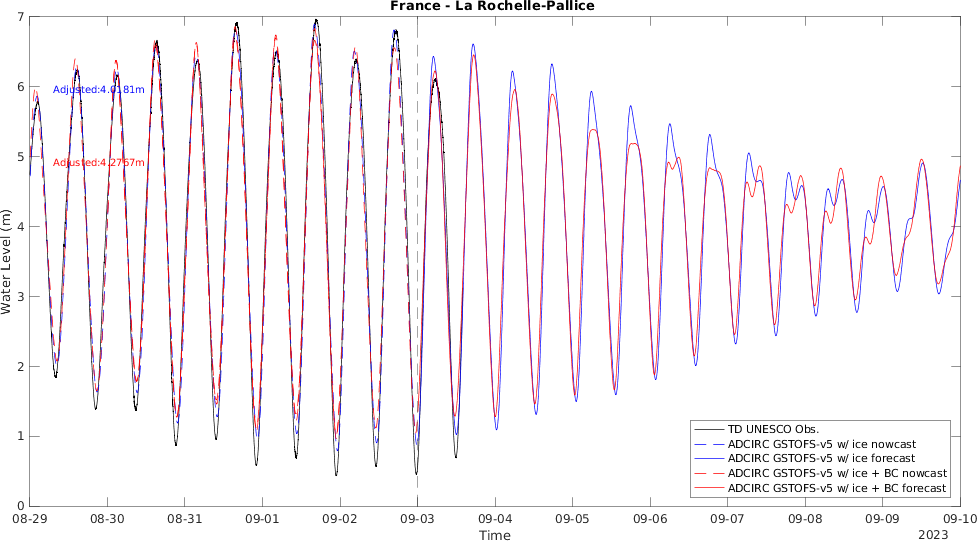 France - La Rochelle-Pallice
7
6
5
4
3
2
1
0
Water Level (m)
Adjusted:4.0181m
Adjusted:4.2767m
TD UNESCO Obs.
ADCIRC GSTOFS-v5 w/ ice nowcast
ADCIRC GSTOFS-v5 w/ ice forecast
ADCIRC GSTOFS-v5 w/ ice + BC nowcast
ADCIRC GSTOFS-v5 w/ ice + BC forecast
08-29 08-30 08-31 09-01 09-02 09-03 09-04 09-05 09-06 09-07 09-08 09-09 09-10
Time
2023